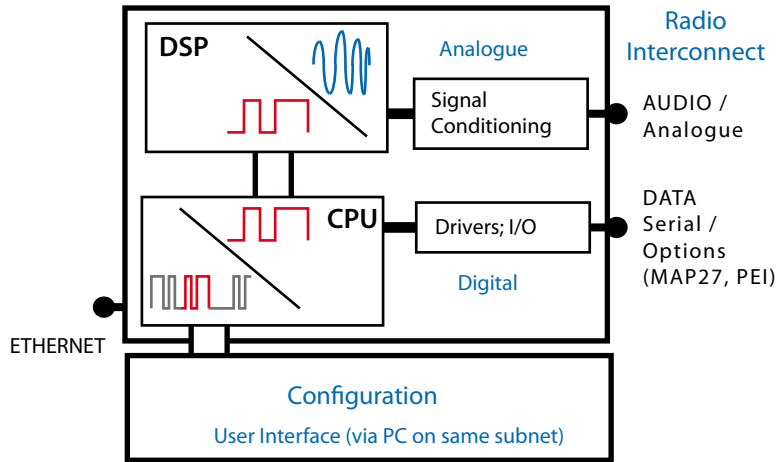 DSP
Analogue
Radio
Interconnect
Signal
Conditioning
AUDIO /
Analogue
CPU
Drivers; I/O
DATA
Serial /
Options
(MAP27, PEI)
Digital
ETHERNET
Configuration
User Interface (via PC on same subnet)